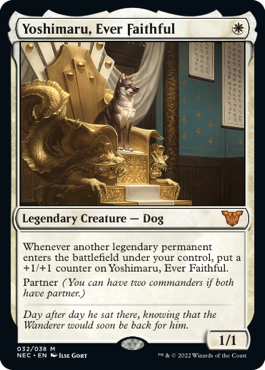 Yoshimaru, Ever Faithful
Legendary Creature — Dog
Whenever another legendary permanent
enters the battlefield under your control, put a
+1/+1 counter on Yoshimaru, Ever Faithful.
Partner (You can have two commanders if both
have partner.)
Day after day he sat there, knowing that the
Wanderer would soon be back for him.
1/1
032/038 M
NEC • EN Ilse Gort
™ & © 2022 Wizards of the Coast